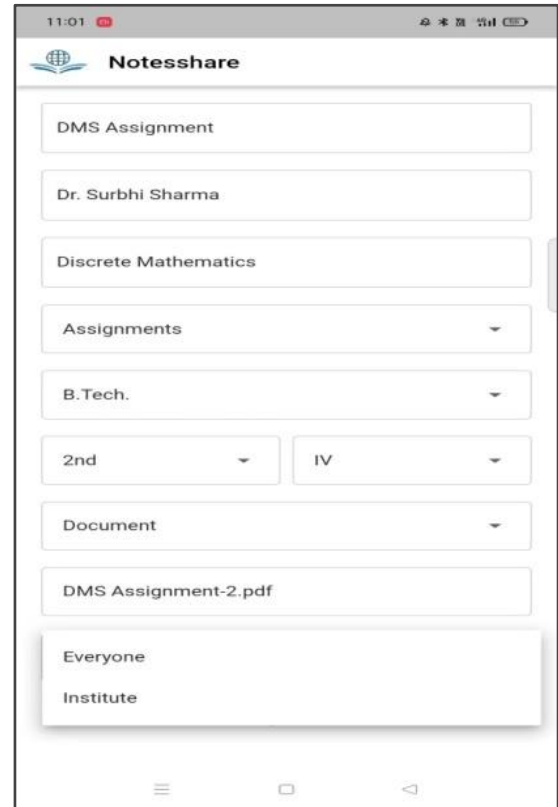 11:01
Notesshare
DMS Assignment
Dr. Surbhi Sharma
Discrete Mathematics
Assignments
B.Tech.
2nd IV
Document
DMS Assignment-2.pdf
Everyone
Institute